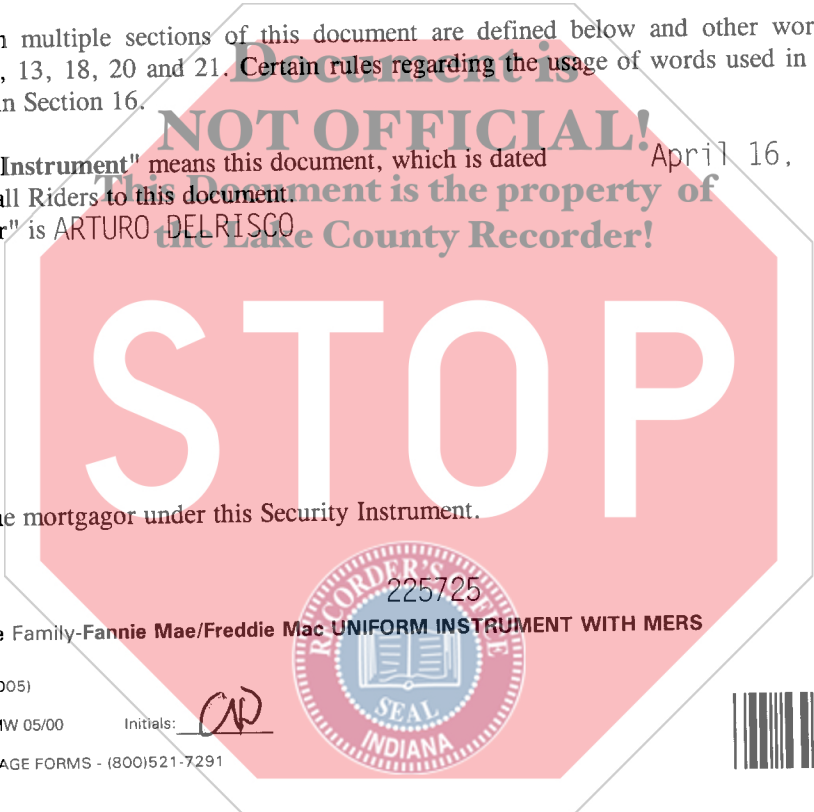 multiple sections of this document are defined below and other wor
Document is
, 13, 18, 20 and 21. Certain rules regarding the usage of words used in
in Section 16.
NOT OFFICIAL!
Instrument" means this document, which is dated April 16,
all Riders to this document.
This Document is the property of
r" is ARTURO DELRISCO
the Lake County Recorder!
STOP
e mortgagor under this Security Instrument.
225725
e Family-Fannie Mae/Freddie Mac UNIFORM INSTRUMENT WITH MERS
RECORDER'S OFFICE
005)
MW 05/00 Initials:
SEAL
INDIANA
AGE FORMS - (800)521-7291